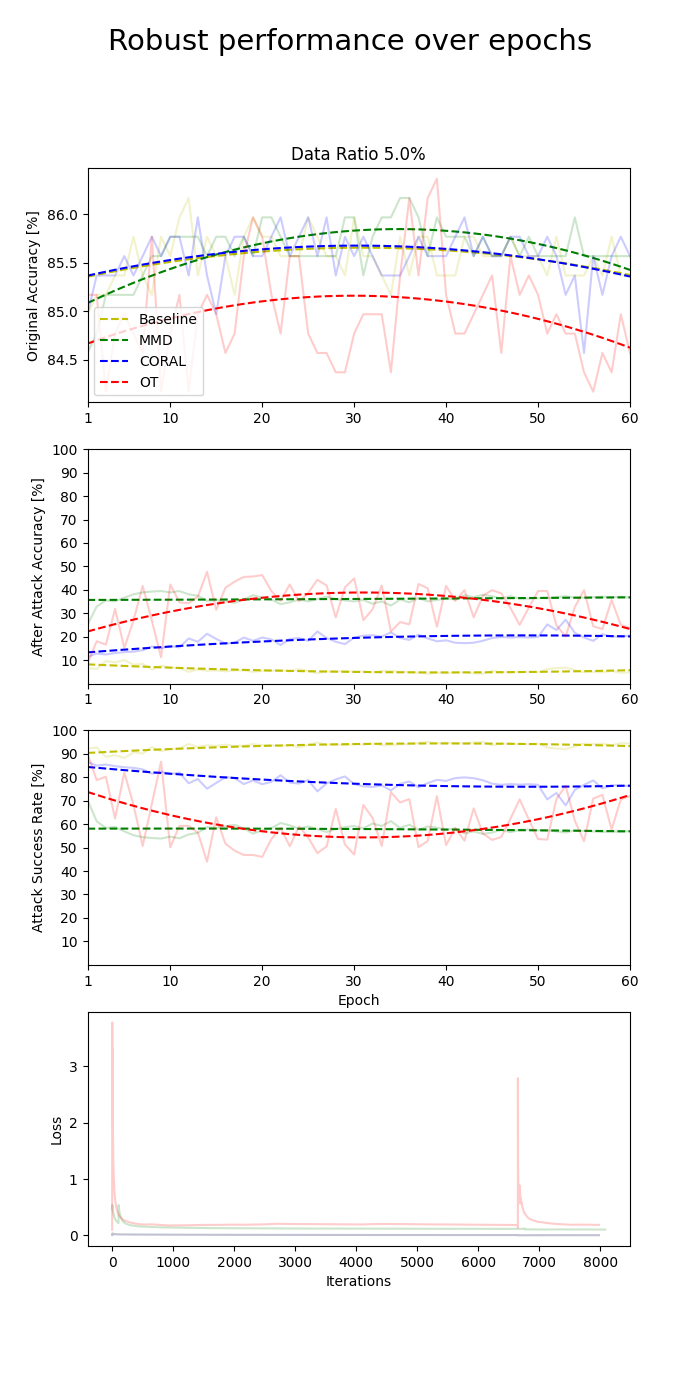 Robust performance over epochs
Data Ratio 5.0%
Original Accuracy [%]
86.0
85.5
85.0
84.5
Baseline
MMD
CORAL
OT
1 10 20 30 40 50 60
After Attack Accuracy [%]
100
90
80
70
60
50
40
30
20
10
1 10 20 30 40 50 60
Attack Success Rate [%]
100
90
80
70
60
50
40
30
20
10
1 10 20 30 40 50 60
Epoch
Loss
3
2
1
0
0 1000 2000 3000 4000 5000 6000 7000 8000
Iterations